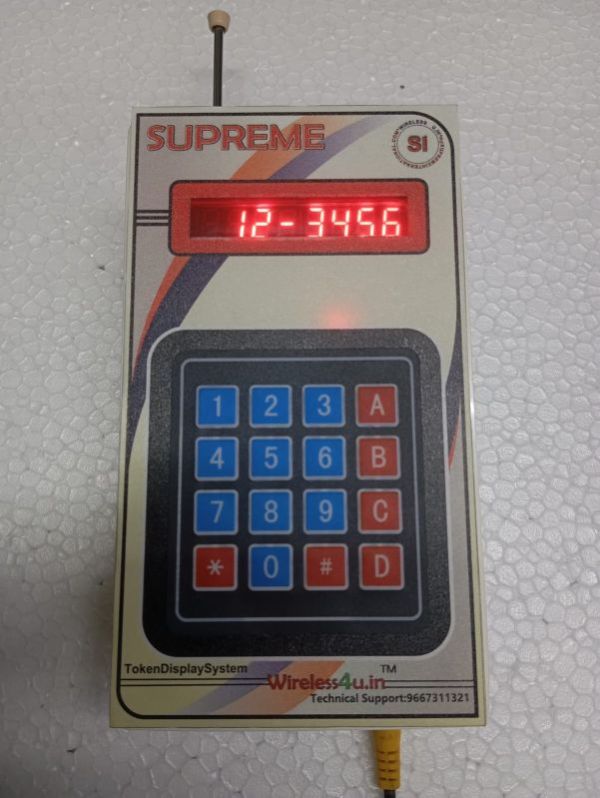 SUPREME
SI
12-3456
1 2 3 A
4 5 6 B
7 8 9 C
* 0 # D
TokenDisplaySystem
TM
Wireless4u.in
Technical Support:9667311321